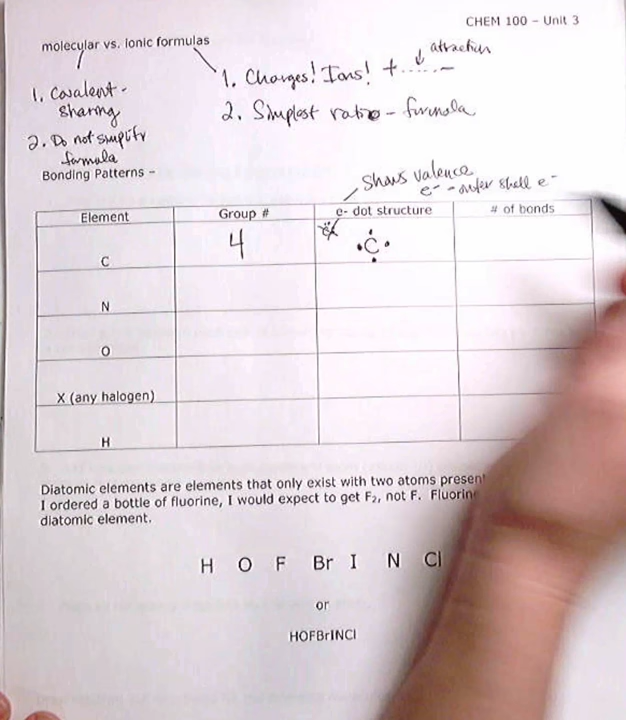 CHEM 100 – Unit 3
molecular vs. ionic formulas
1. Covalent -
sharing
2. Do not simplify
formula
1. Charges! Ions! + ...... –
↓ attraction
2. Simplest ratio – formula
Bonding Patterns –
Shows valence
e⁻ - outer shell e⁻
Element Group # e- dot structure # of bonds
C 4 C
N
O
X (any halogen)
H
Diatomic elements are elements that only exist with two atoms present
I ordered a bottle of fluorine, I would expect to get F₂, not F. Fluorine
diatomic element.
H O F Br I N Cl
or
HOFBrINCl